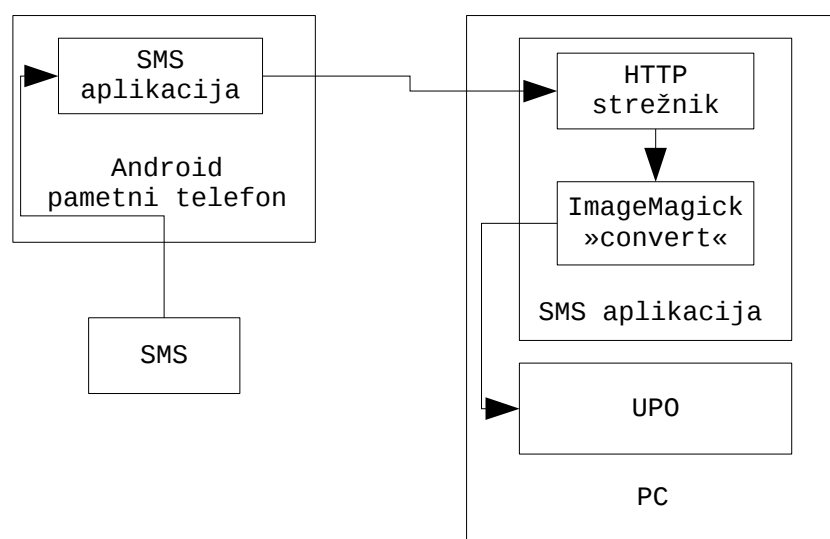 SMS
aplikacija
Android
pametni telefon
SMS
HTTP
strežnik
ImageMagick
»convert«
SMS aplikacija
UPO
PC